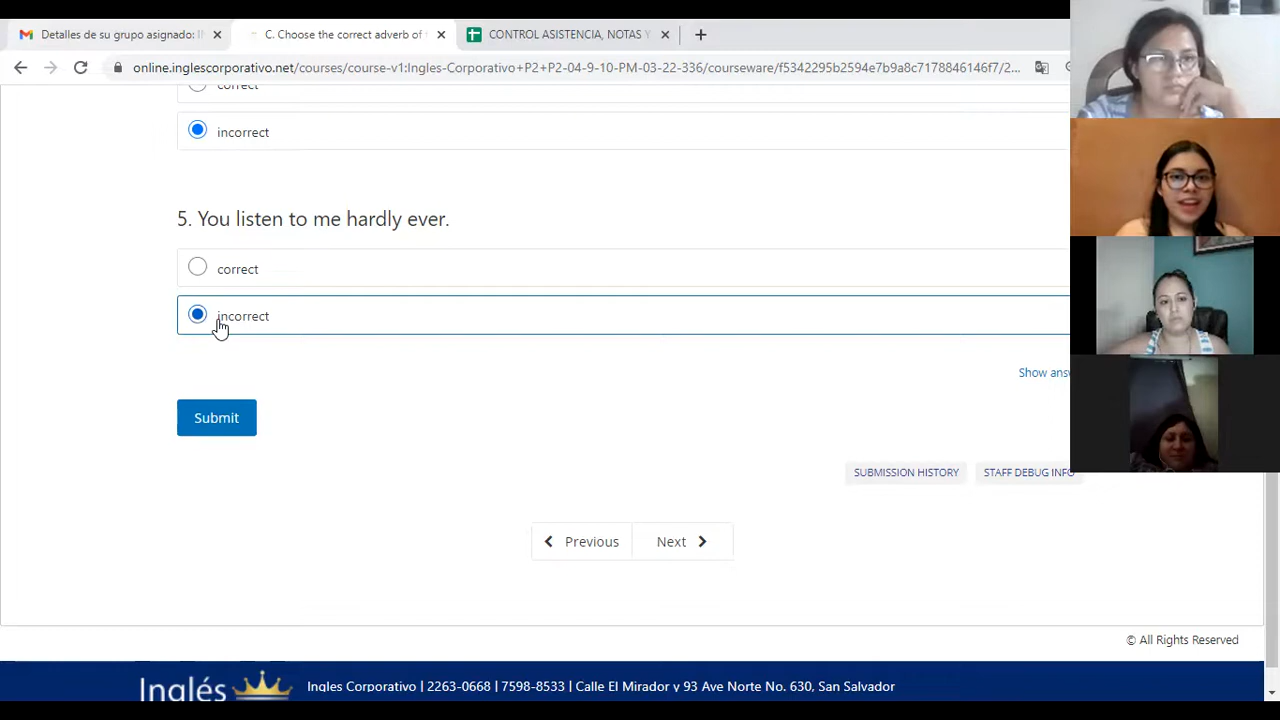 Detalles de su grupo asignado: I
C. Choose the correct adverb of
CONTROL ASISTENCIA, NOTAS Y
online.inglescorporativo.net/courses/course-v1:Ingles-Corporativo+P2+P2-04-9-10-PM-03-22-336/courseware/f5342295b2594e7b9a8c7178846146f7/2...
correct
incorrect
5. You listen to me hardly ever.
correct
incorrect
Show ans
Submit
SUBMISSION HISTORY
STAFF DEBUG INFO
Previous
Next
© All Rights Reserved
Inglés
Ingles Corporativo | 2263-0668 | 7598-8533 | Calle El Mirador y 93 Ave Norte No. 630, San Salvador